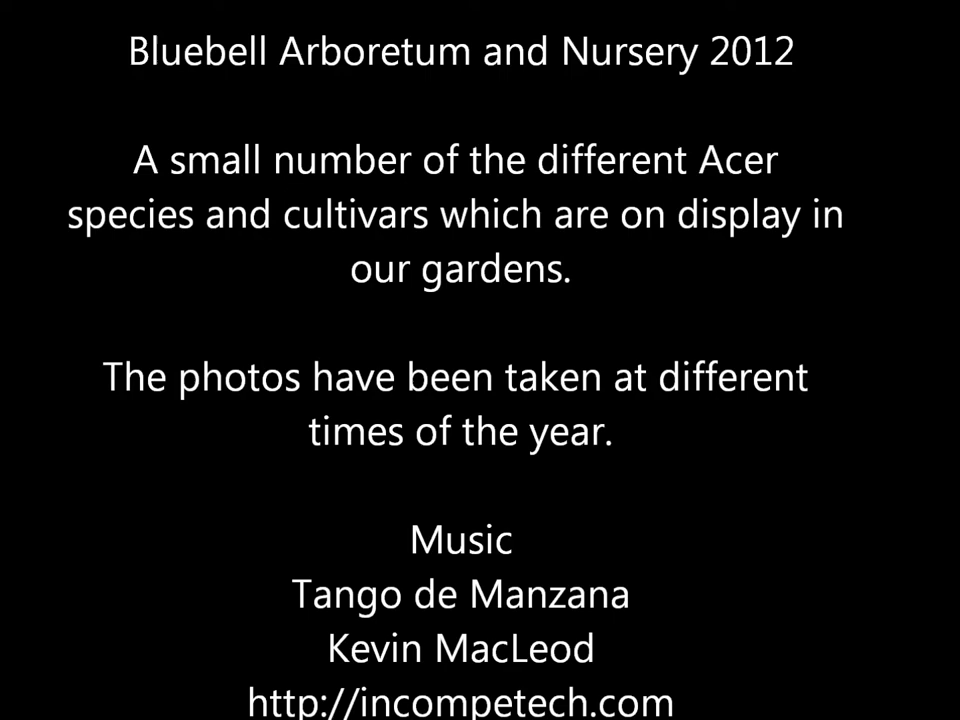 Bluebell Arboretum and Nursery 2012
A small number of the different Acer
species and cultivars which are on display in
our gardens.
The photos have been taken at different
times of the year.
Music
Tango de Manzana
Kevin MacLeod
http://incompetech.com